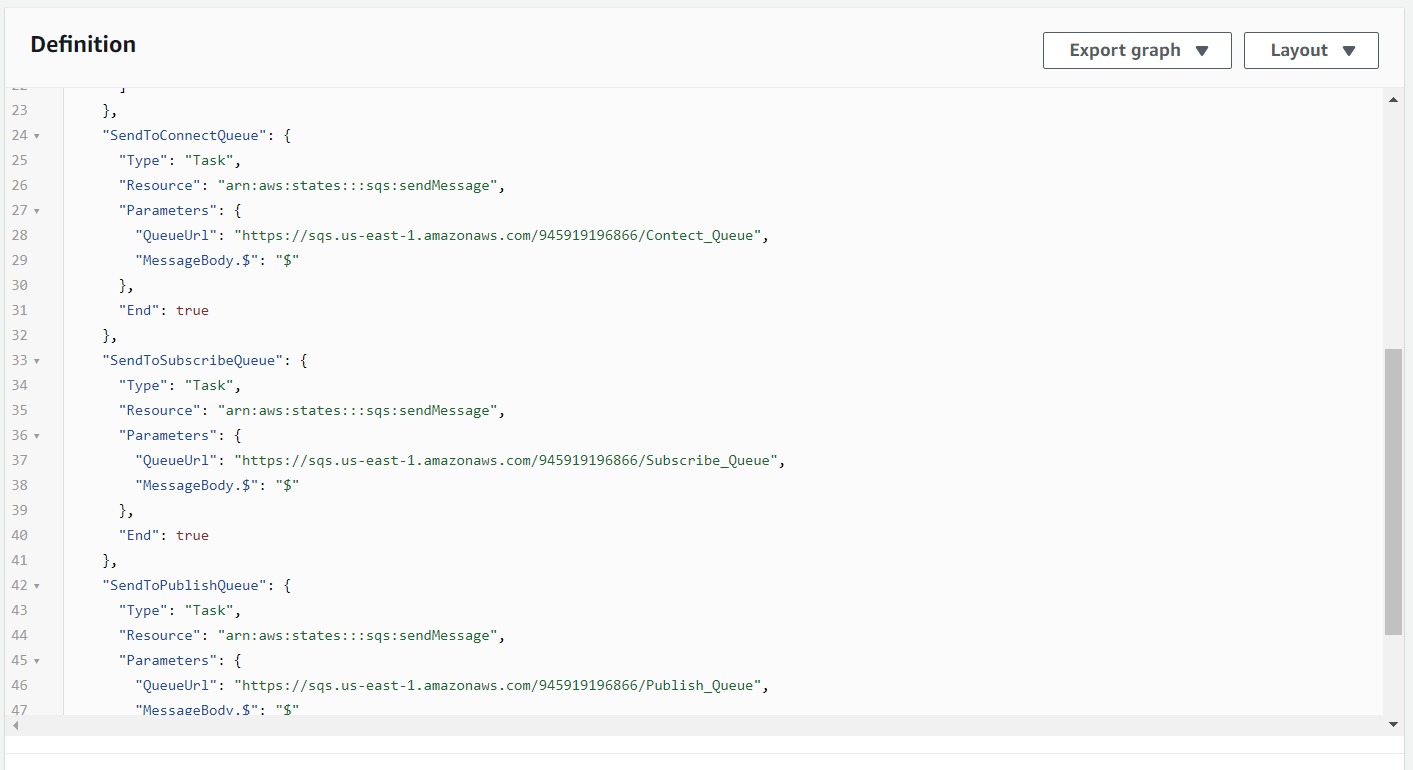 Definition
Export graph ▼
Layout ▼
22 ]
23 },
24 ▾ "SendToConnectQueue": {
25 "Type": "Task",
26 "Resource": "arn:aws:states:::sqs:sendMessage",
27 ▾ "Parameters": {
28 "QueueUrl": "https://sqs.us-east-1.amazonaws.com/945919196866/Contect_Queue",
29 "MessageBody.$": "$"
30 },
31 "End": true
32 },
33 ▾ "SendToSubscribeQueue": {
34 "Type": "Task",
35 "Resource": "arn:aws:states:::sqs:sendMessage",
36 ▾ "Parameters": {
37 "QueueUrl": "https://sqs.us-east-1.amazonaws.com/945919196866/Subscribe_Queue",
38 "MessageBody.$": "$"
39 },
40 "End": true
41 },
42 ▾ "SendToPublishQueue": {
43 "Type": "Task",
44 "Resource": "arn:aws:states:::sqs:sendMessage",
45 ▾ "Parameters": {
46 "QueueUrl": "https://sqs.us-east-1.amazonaws.com/945919196866/Publish_Queue",
47 "MessageBody.$": "$"